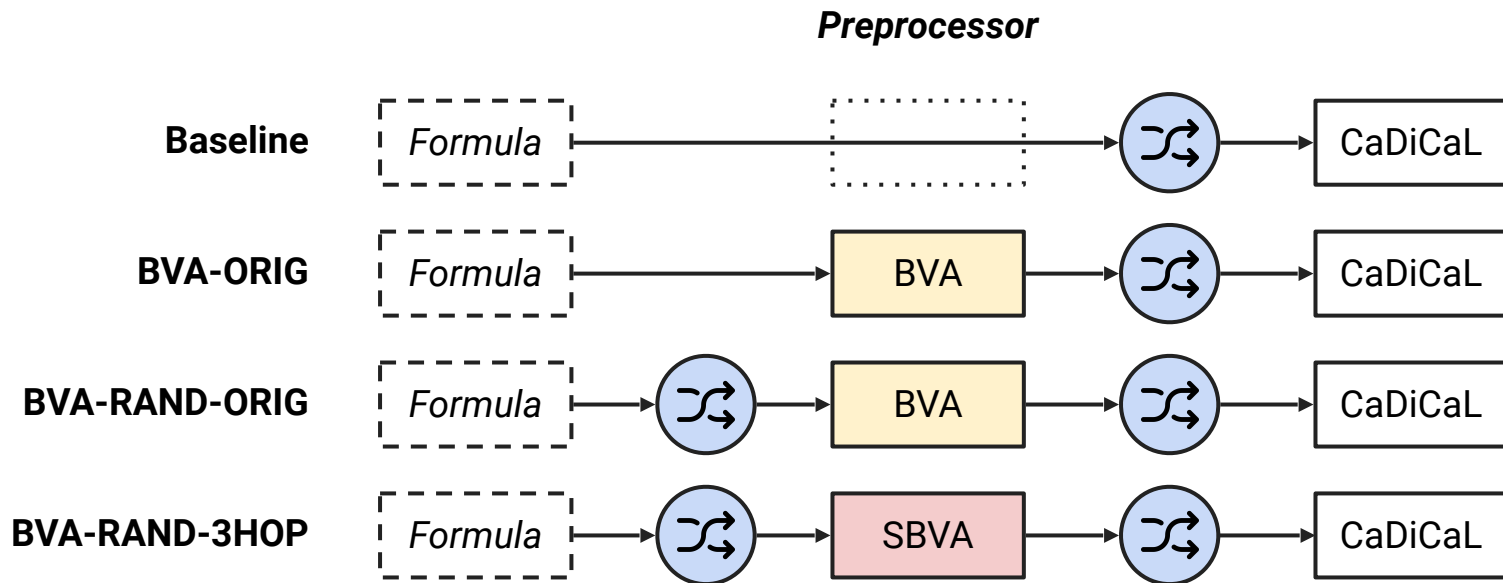 Preprocessor
Baseline Formula CaDiCaL
BVA-ORIG Formula BVA CaDiCaL
BVA-RAND-ORIG Formula BVA CaDiCaL
BVA-RAND-3HOP Formula SBVA CaDiCaL